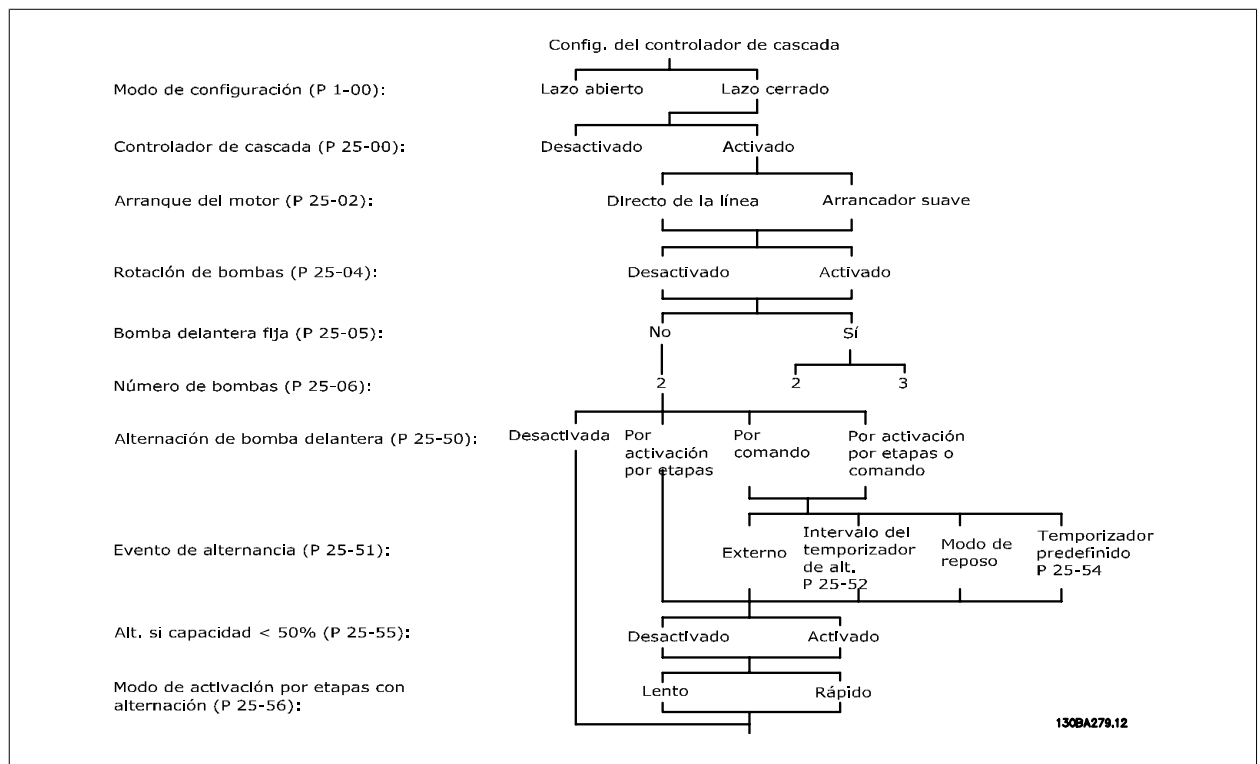 Config. del controlador de cascada
Modo de configuración (P 1-00):
Lazo abierto
Lazo cerrado
Controlador de cascada (P 25-00):
Desactivado
Activado
Arranque del motor (P 25-02):
Directo de la línea
Arrancador suave
Rotación de bombas (P 25-04):
Desactivado
Activado
Bomba delantera fija (P 25-05):
No
Sí
Número de bombas (P 25-06):
2
2
3
Alternación de bomba delantera (P 25-50):
Desactivada
Por
activación
por etapas
Por
comando
Por activación
por etapas o
comando
Evento de alternancia (P 25-51):
Externo
Intervalo del
temporizador
de alt.
P 25-52
Modo de
reposo
Temporizador
predefinido
P 25-54
Alt. si capacidad < 50% (P 25-55):
Desactivado
Activado
Modo de activación por etapas con
alternación (P 25-56):
Lento
Rápido
130BA279.12